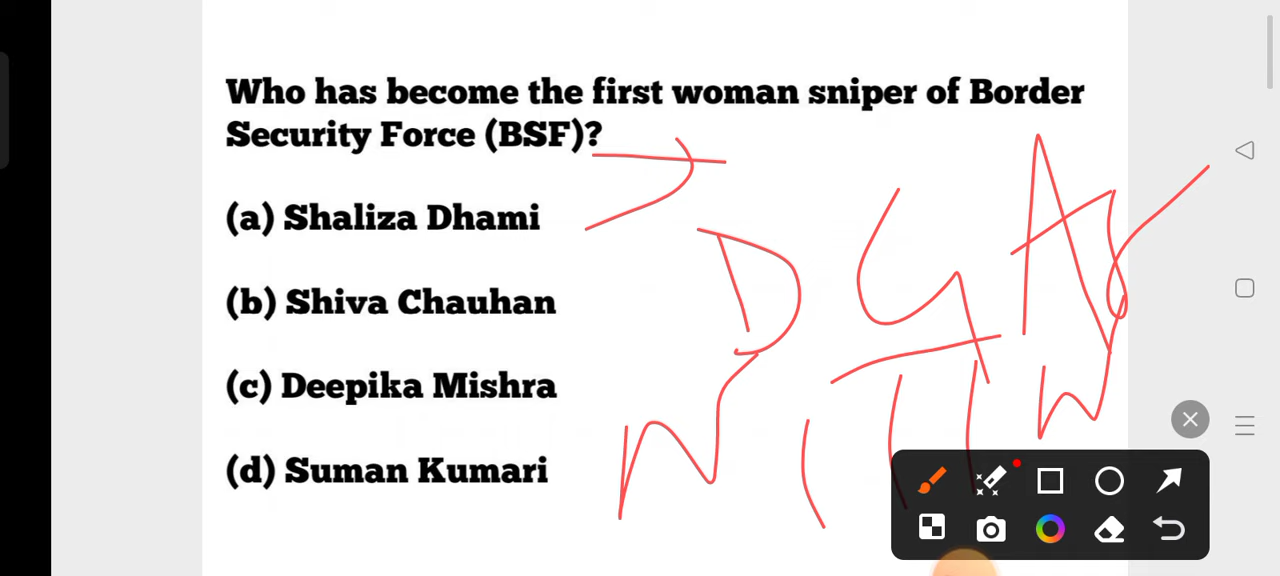 Who has become the first woman sniper of Border
Security Force (BSF)?
(a) Shaliza Dhami
(b) Shiva Chauhan
(c) Deepika Mishra
(d) Suman Kumari